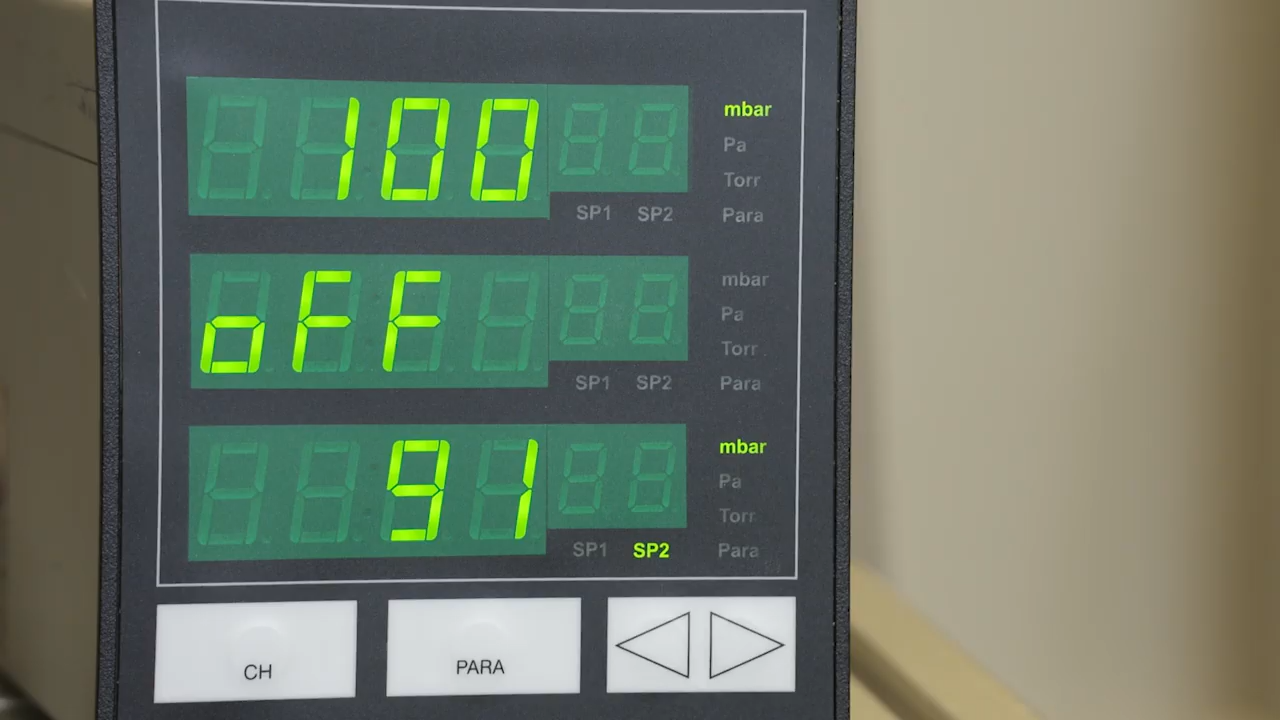 100 mbar
Pa
Torr
SP1 SP2 Para
oFF mbar
Pa
Torr
SP1 SP2 Para
91 mbar
Pa
Torr
SP1 SP2 Para
CH PARA